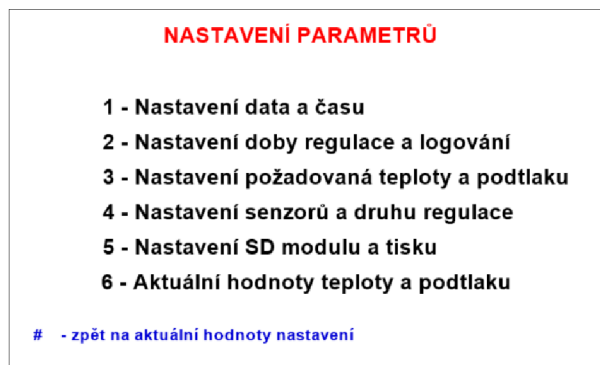 NASTAVENÍ PARAMETRŮ
1 - Nastavení data a času
2 - Nastavení doby regulace a logování
3 - Nastavení požadovaná teploty a podtlaku
4 - Nastavení senzorů a druhu regulace
5 - Nastavení SD modulu a tisku
6 - Aktuální hodnoty teploty a podtlaku
# - zpět na aktuální hodnoty nastavení